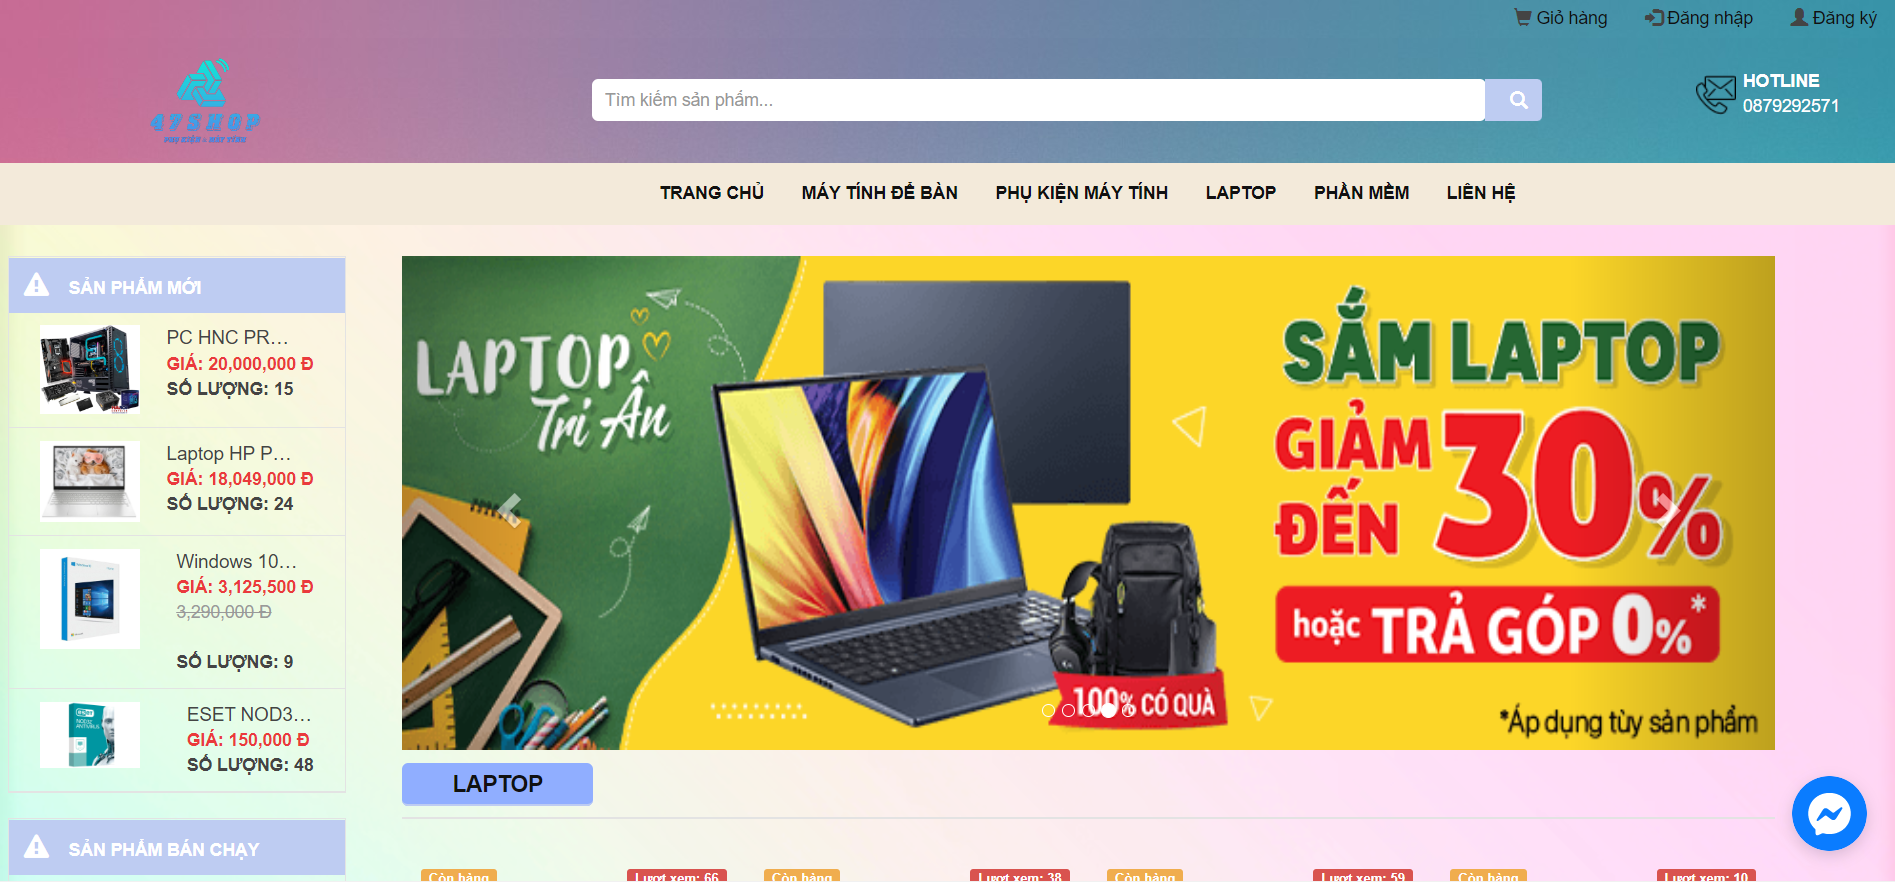 Giỏ hàng
Đăng nhập
Đăng ký
47SHOP
PHỤ KIỆN & MÁY TÍNH
Tìm kiếm sản phẩm...
HOTLINE
0879292571
TRANG CHỦ
MÁY TÍNH ĐỂ BÀN
PHỤ KIỆN MÁY TÍNH
LAPTOP
PHẦN MỀM
LIÊN HỆ
SẢN PHẨM MỚI
PC HNC PR...
GIÁ: 20,000,000 Đ
SỐ LƯỢNG: 15
Laptop HP P...
GIÁ: 18,049,000 Đ
SỐ LƯỢNG: 24
Windows 10...
GIÁ: 3,125,500 Đ
3,290,000 Đ
SỐ LƯỢNG: 9
ESET NOD3...
GIÁ: 150,000 Đ
SỐ LƯỢNG: 48
SẢN PHẨM BÁN CHẠY
LAPTOP
Tri Ân
SẮM LAPTOP
GIẢM
ĐẾN
30%
hoặc TRẢ GÓP 0%*
100% CÓ QUÀ
*Áp dụng tùy sản phẩm
LAPTOP
Còn hàng
Lượt xem: 66
Còn hàng
Lượt xem: 38
Còn hàng
Lượt xem: 59
Còn hàng
Lượt xem: 10